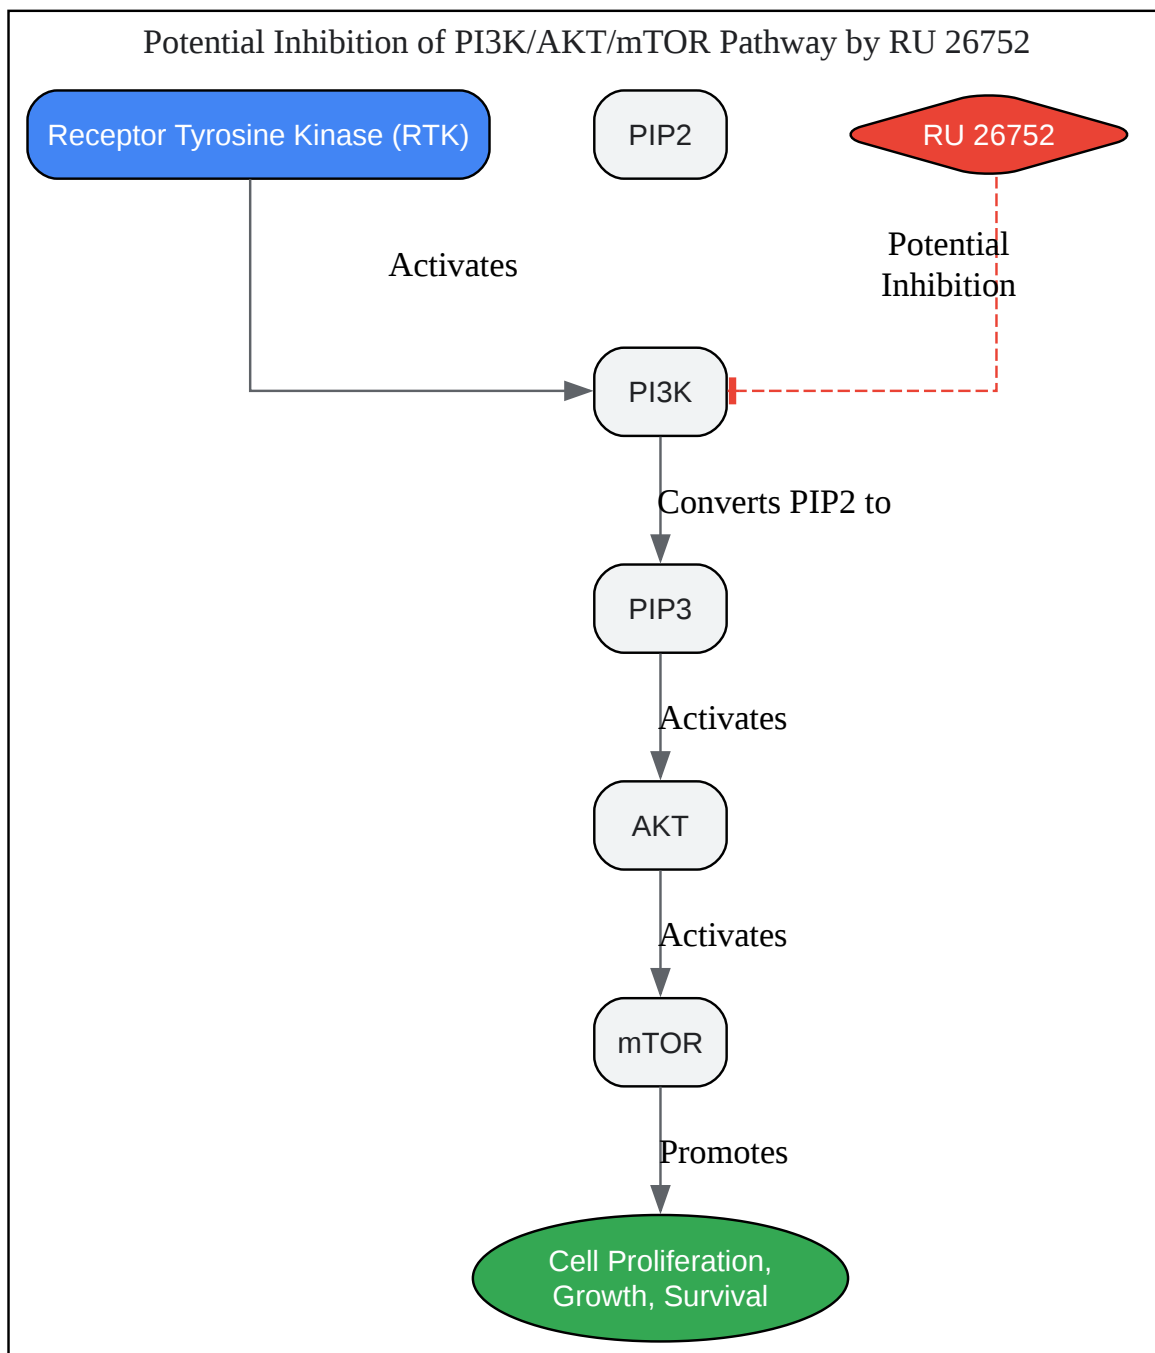 Potential Inhibition of PI3K/AKT/mTOR Pathway by RU 26752
Receptor Tyrosine Kinase (RTK)
PIP2
RU 26752
Activates
Potential
Inhibition
PI3K
Converts PIP2 to
PIP3
Activates
AKT
Activates
mTOR
Promotes
Cell Proliferation,
Growth, Survival